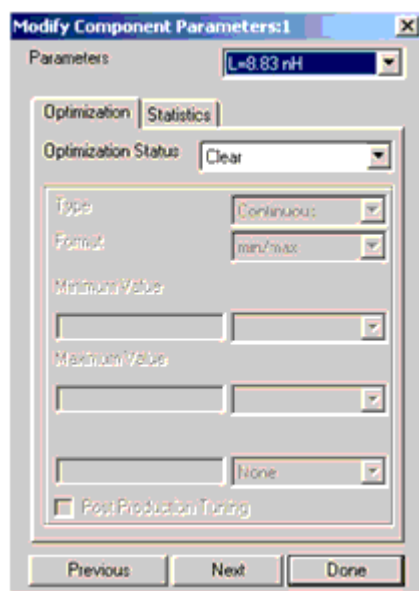 Modify Component Parameters:1
Parameters L=8.83 nH
Optimization Statistics
Optimization Status Clear
Type Continuous
Format min/max
Minimum Value
Maximum Value
None
Post Production Tuning
Previous Next Done